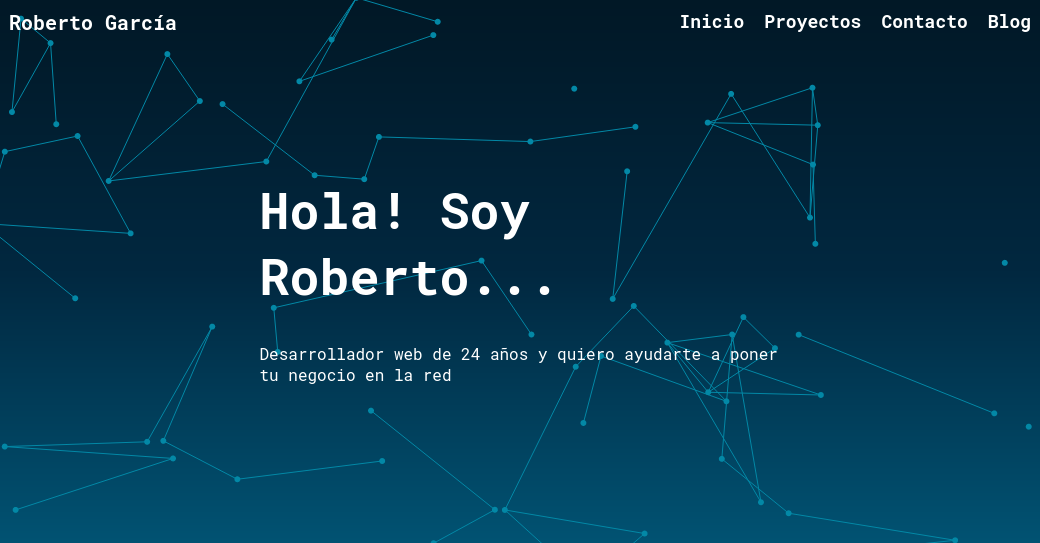 Roberto García
Inicio Proyectos Contacto Blog
Hola! Soy
Roberto...
Desarrollador web de 24 años y quiero ayudarte a poner
tu negocio en la red